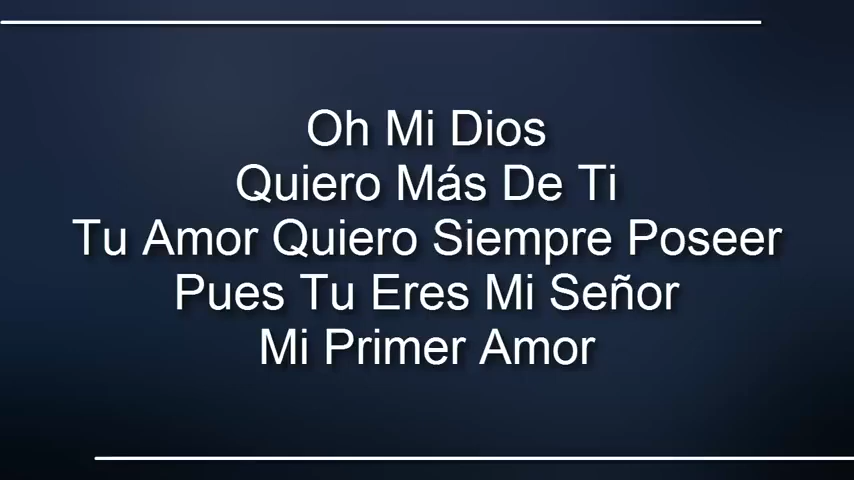 Oh Mi Dios
Quiero Más De Ti
Tu Amor Quiero Siempre Poseer
Pues Tu Eres Mi Señor
Mi Primer Amor